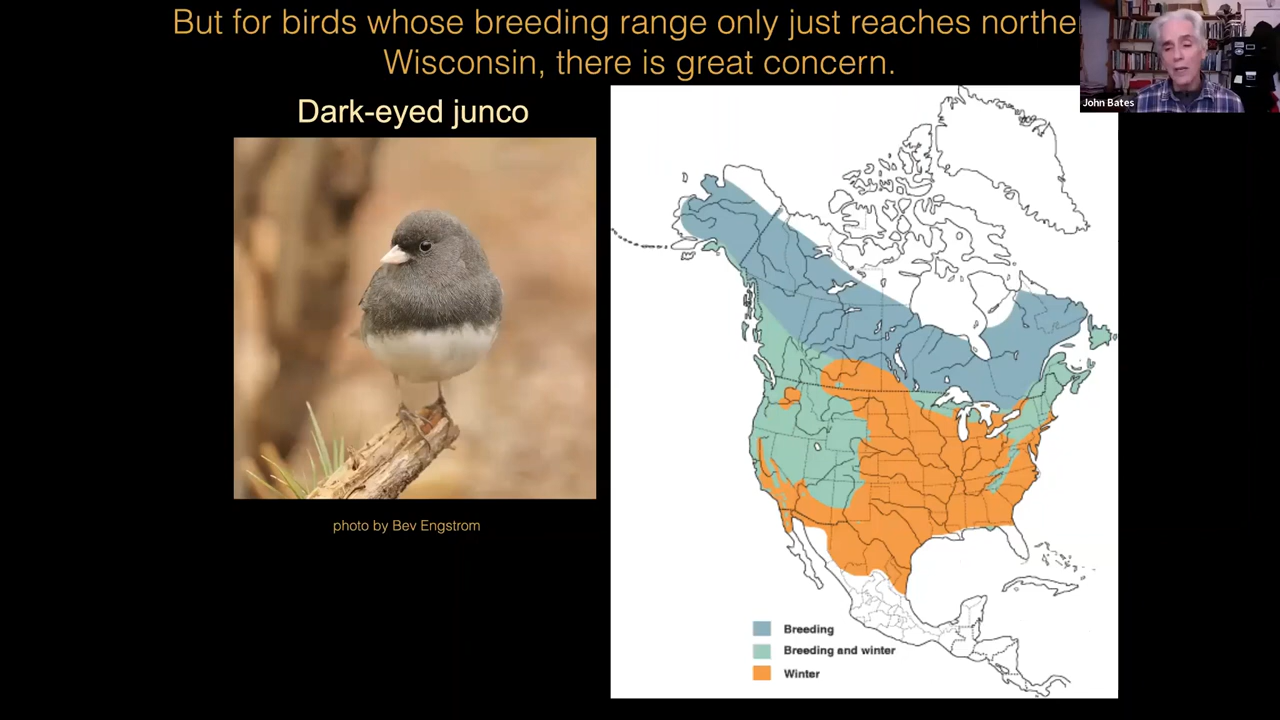 But for birds whose breeding range only just reaches northe
Wisconsin, there is great concern.
John Bates
Dark-eyed junco
photo by Bev Engstrom
Breeding
Breeding and winter
Winter